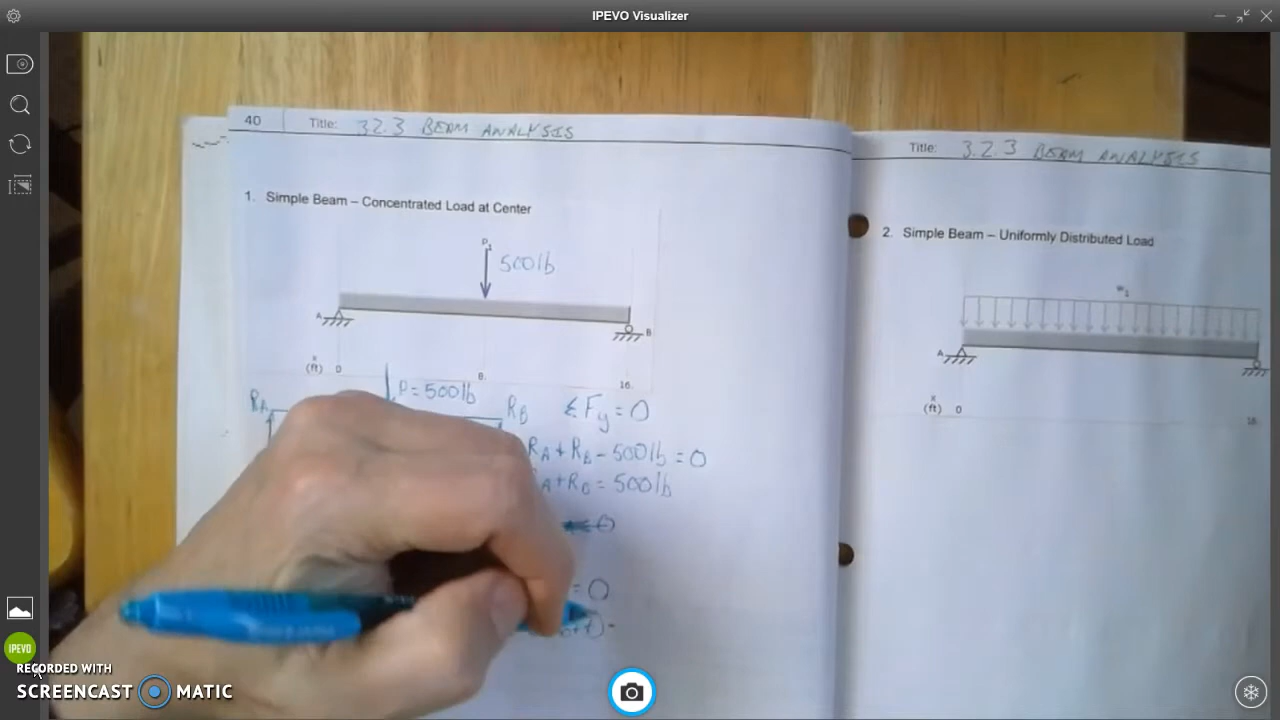 IPEVO Visualizer
40 Title: 3.2.3 BEAM ANALYSIS
1. Simple Beam – Concentrated Load at Center
P1
500lb
A
B
x
(ft) 0 8 16
RA
P = 500lb
RB
ΣFy = 0
RA + RB – 500lb = 0
RA + RB = 500lb
= 0
Title: 3.2.3 BEAM ANALYSIS
2. Simple Beam – Uniformly Distributed Load
w1
A
x
(ft) 0 16
IPEVO
RECORDED WITH
SCREENCAST MATIC